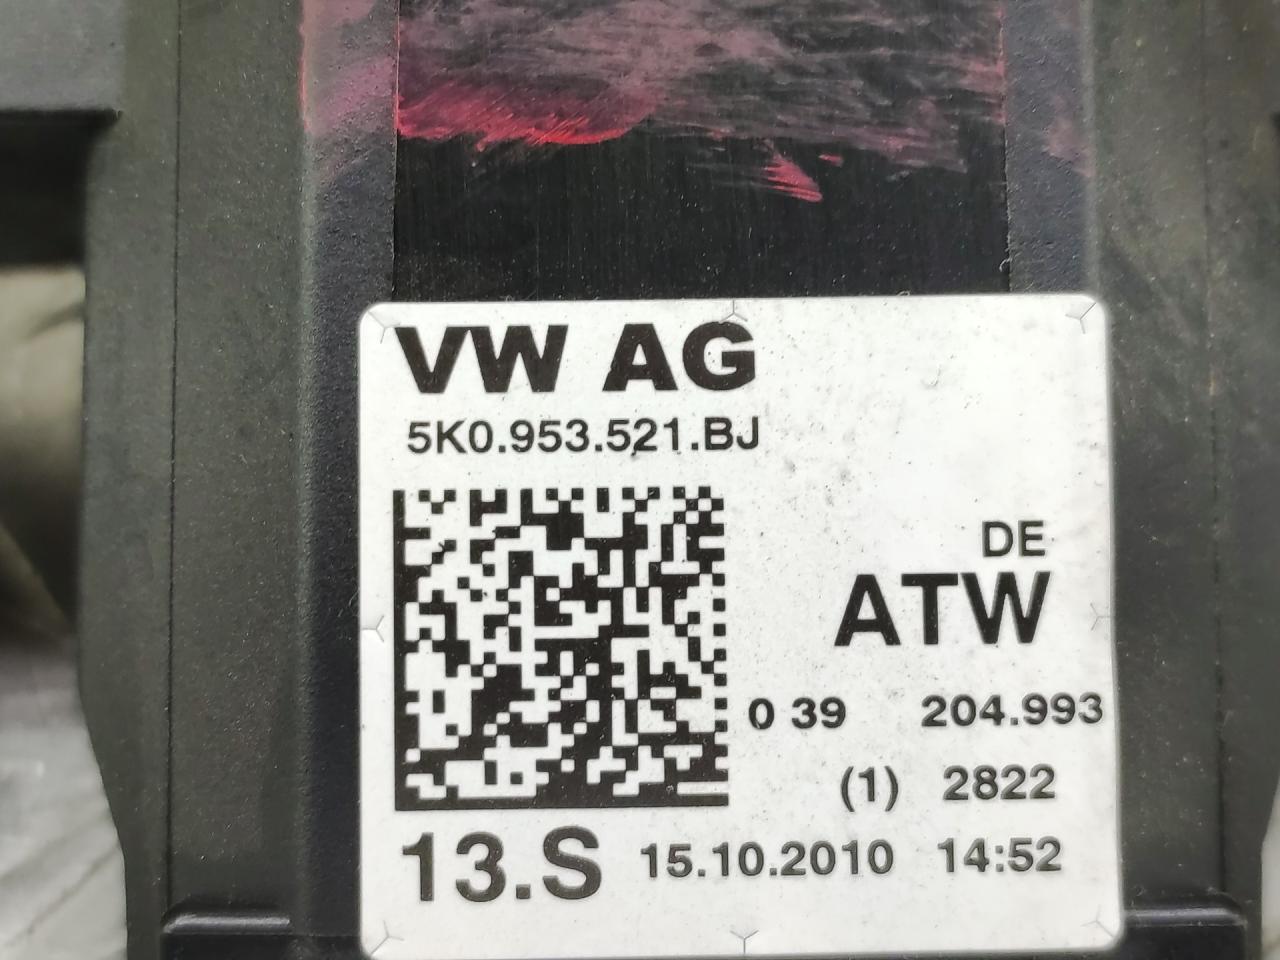 VW AG
5K0.953.521.BJ
DE
ATW
0 39 204.993
(1) 2822
13.S 15.10.2010 14:52